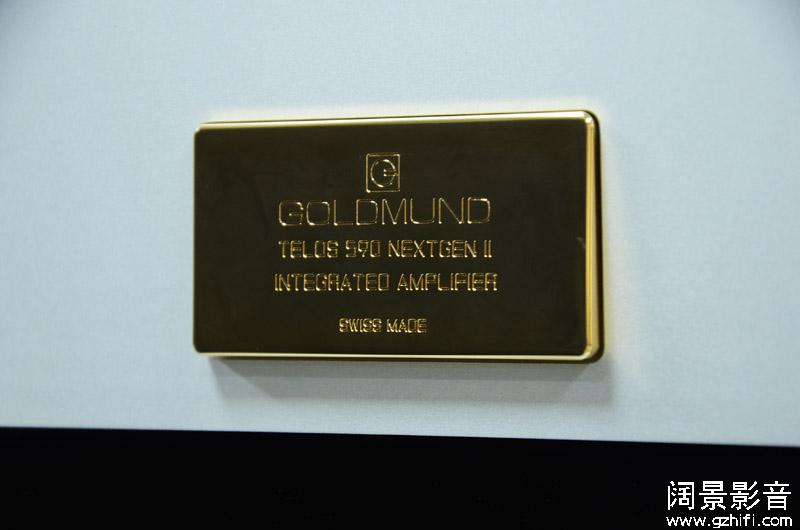 G
GOLDMUND
TELOS 590 NEXTGEN II
INTEGRATED AMPLIFIER
SWISS MADE
阔景影音
www.gzhifi.com